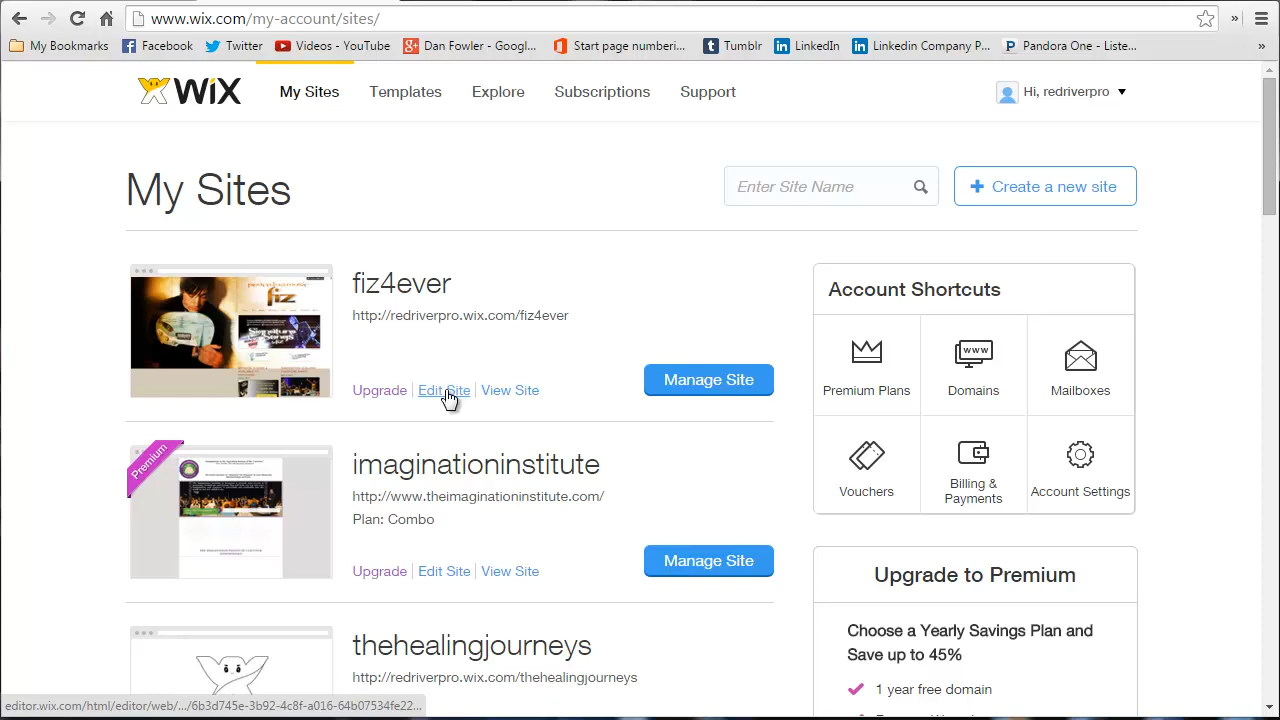 www.wix.com/my-account/sites/
My Bookmarks Facebook Twitter Videos - YouTube Dan Fowler - Googl... Start page numberi... Tumblr LinkedIn Linkedin Company P... Pandora One - Liste... »
WiX My Sites Templates Explore Subscriptions Support Hi, redriverpro
My Sites
Enter Site Name
Create a new site
fiz4ever
http://redriverpro.wix.com/fiz4ever
Upgrade | Edit Site | View Site
Manage Site
fiz
Premium
imaginationinstitute
http://www.theimaginationinstitute.com/
Plan: Combo
Upgrade | Edit Site | View Site
Manage Site
thehealingjourneys
http://redriverpro.wix.com/thehealingjourneys
Account Shortcuts
Premium Plans
www
Domains
Mailboxes
Vouchers
Billing &
Payments
Account Settings
Upgrade to Premium
Choose a Yearly Savings Plan and
Save up to 45%
1 year free domain
editor.wix.com/html/editor/web/.../6b3d745e-3b92-4c8f-a016-64b07534fe22...